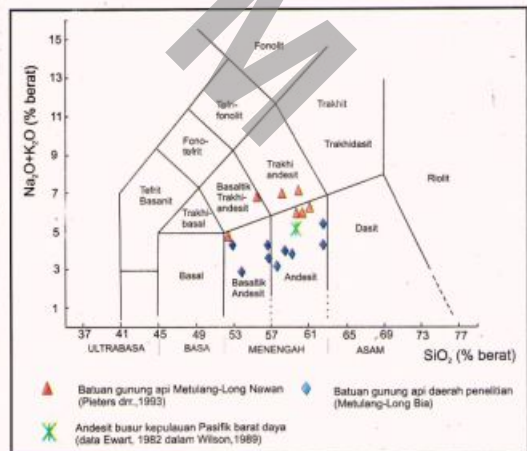 Na₂O+K₂O (% berat)
15
13
11
9
7
5
3
1
Fonolit
Tefri-
fonolit
Trakhit
Trakhidasit
Fono-
tefrit
Trakhi
andesit
Tefrit
Basanit
Basaltik
Trakhi-
andesit
Riolit
Trakhi-
basal
Dasit
Basal
Basaltik
Andesit
Andesit
37 41 45 49 53 57 61 65 69 73 77
ULTRABASA BASA MENENGAH ASAM SiO₂ (% berat)
Batuan gunung api Metulang-Long Nawan
(Pieters drr.,1993)
Batuan gunung api daerah penelitian
(Metulang-Long Bia)
Andesit busur kepulauan Pasifik barat daya
(data Ewart, 1982 dalam Wilson,1989)